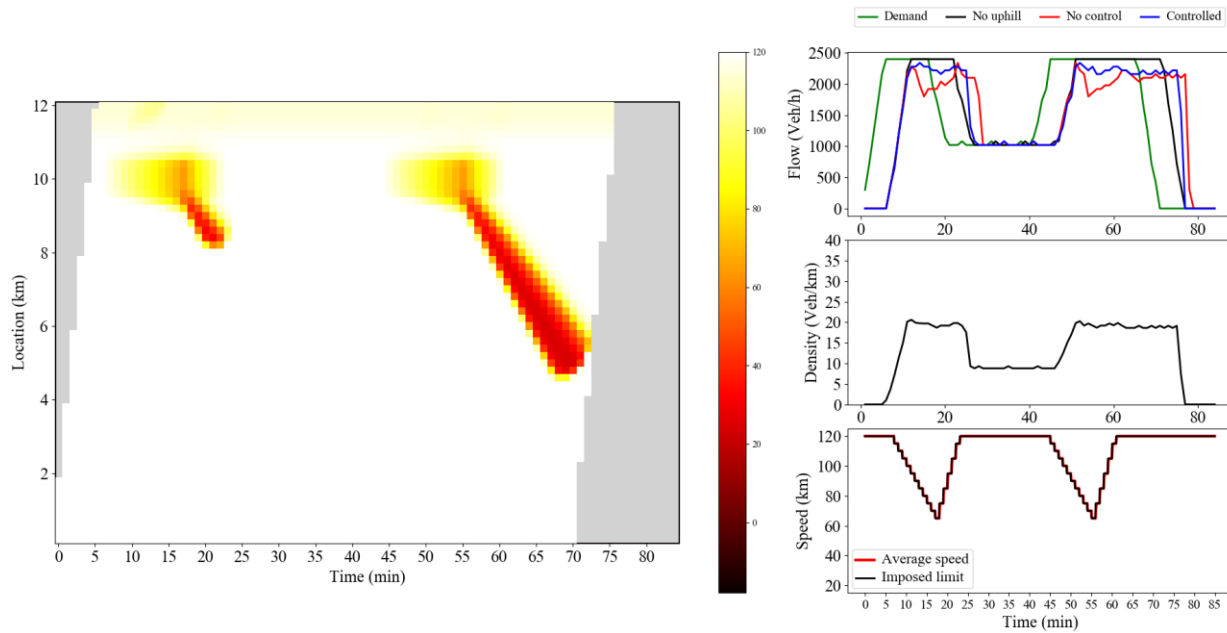 Demand No uphill No control Controlled
Location (km)
12
10
8
6
4
2
0 5 10 15 20 25 30 35 40 45 50 55 60 65 70 75 80
Time (min)
120
100
80
60
40
20
0
Flow (Veh/h)
2500
2000
1500
1000
500
0
0 20 40 60 80
Density (Veh/km)
40
35
30
25
20
15
10
5
0
0 20 40 60 80
Speed (km)
120
100
80
60
40
20
Average speed
Imposed limit
0 5 10 15 20 25 30 35 40 45 50 55 60 65 70 75 80 85
Time (min)